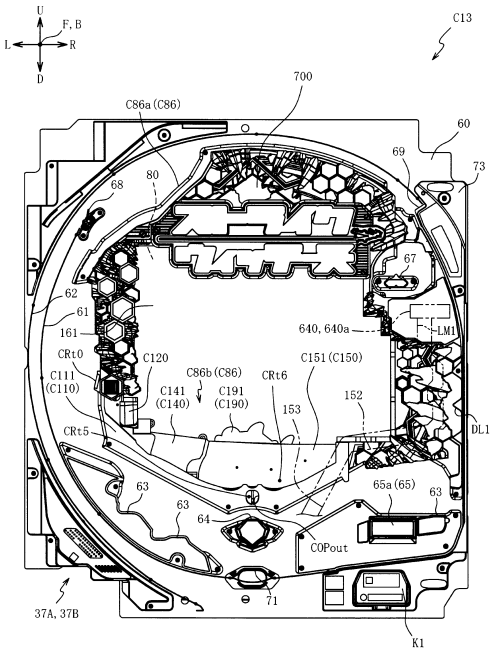 U
F,B
L
R
D
C13
C86a(C86)
700
60
80
69
73
68
67
62
61
161
640, 640a
LM1
CRt0
C120
C111
(C110)
C86b(C86)
C151(C150)
C141
(C140)
C191
(C190)
CRt6
153
152
DL1
CRt5
63
63
64
65a(65)
63
COPout
71
37A, 37B
K1